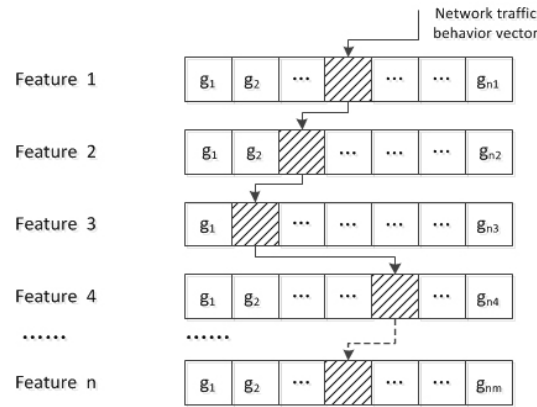 Network traffic
behavior vector
Feature 1 g₁ g₂ ... ... ... gₙ₁
Feature 2 g₁ g₂ ... ... ... gₙ₂
Feature 3 g₁ ... ... ... ... gₙ₃
Feature 4 g₁ g₂ ... ... ... gₙ₄
...... ......
Feature n g₁ g₂ ... ... ... gₙₘ